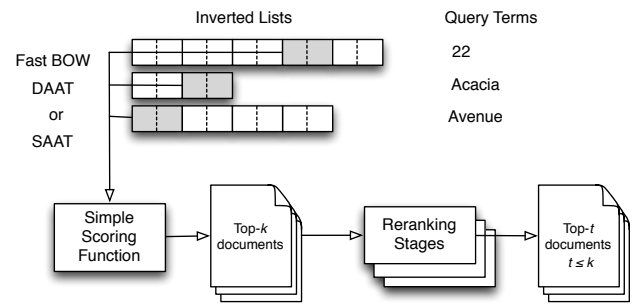 Inverted Lists
Query Terms
Fast BOW
DAAT
or
SAAT
22
Acacia
Avenue
Simple
Scoring
Function
Top-k
documents
Reranking
Stages
Top-t
documents
t ≤ k